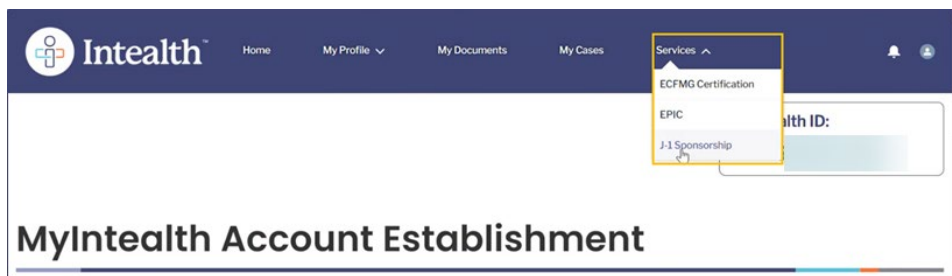 Intealth™
Home My Profile My Documents My Cases Services
ECFMG Certification
EPIC
J-1 Sponsorship
lth ID:
MyIntealth Account Establishment